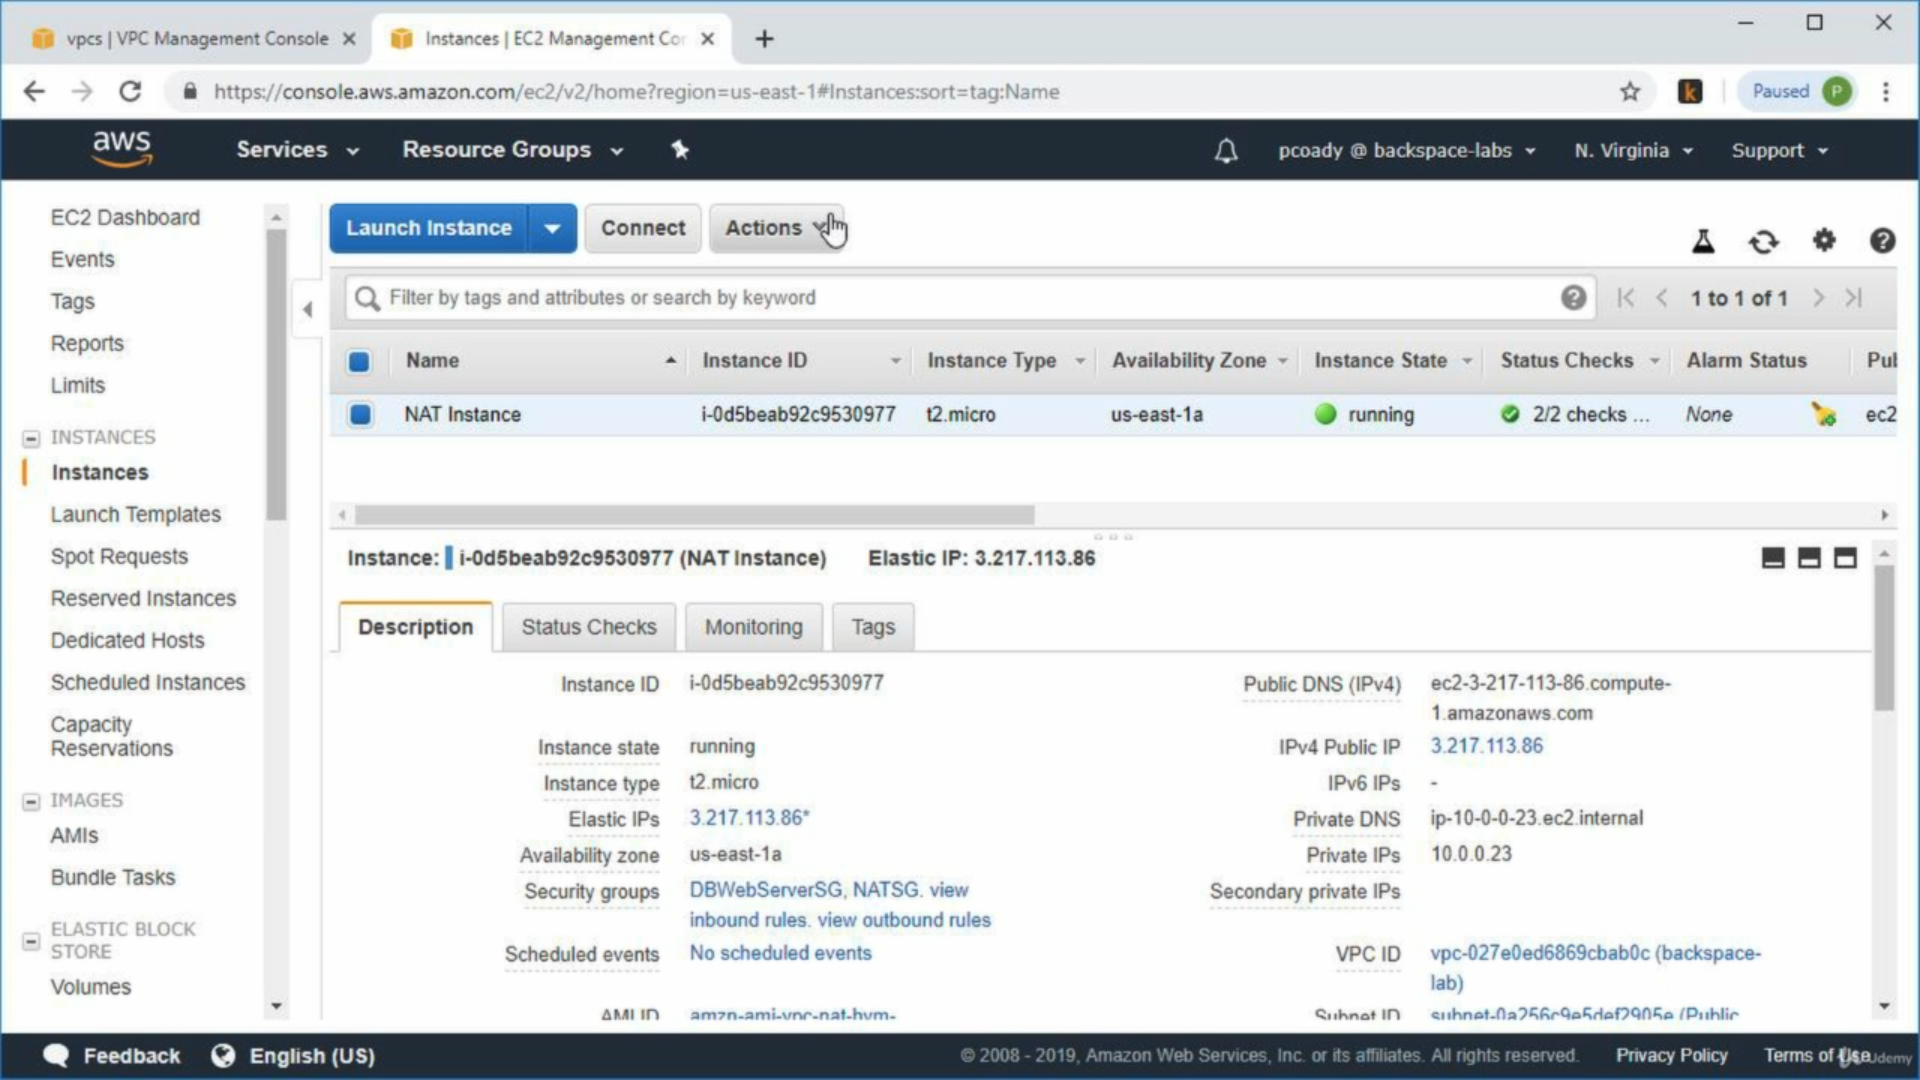 vpcs | VPC Management Console
Instances | EC2 Management Co
https://console.aws.amazon.com/ec2/v2/home?region=us-east-1#Instances:sort=tag:Name
k
Paused
P
aws
Services
Resource Groups
pcoady @ backspace-labs
N. Virginia
Support
EC2 Dashboard
Events
Tags
Reports
Limits
INSTANCES
Instances
Launch Templates
Spot Requests
Reserved Instances
Dedicated Hosts
Scheduled Instances
Capacity
Reservations
IMAGES
AMIs
Bundle Tasks
ELASTIC BLOCK
STORE
Volumes
Launch Instance
Connect
Actions
Filter by tags and attributes or search by keyword
1 to 1 of 1
Name Instance ID Instance Type Availability Zone Instance State Status Checks Alarm Status Pul
NAT Instance i-0d5beab92c9530977 t2.micro us-east-1a running 2/2 checks ... None ec2
Instance: i-0d5beab92c9530977 (NAT Instance) Elastic IP: 3.217.113.86
Description
Status Checks
Monitoring
Tags
Instance ID i-0d5beab92c9530977
Instance state running
Instance type t2.micro
Elastic IPs 3.217.113.86*
Availability zone us-east-1a
Security groups DBWebServerSG, NATSG. view
inbound rules. view outbound rules
Scheduled events No scheduled events
AMI ID amzn-ami-vpc-nat-hvm-
Public DNS (IPv4) ec2-3-217-113-86.compute-
1.amazonaws.com
IPv4 Public IP 3.217.113.86
IPv6 IPs -
Private DNS ip-10-0-0-23.ec2.internal
Private IPs 10.0.0.23
Secondary private IPs
VPC ID vpc-027e0ed6869cbab0c (backspace-
lab)
Subnet ID subnet-0a256c9e5def2905e (Public
Feedback
English (US)
© 2008 - 2019, Amazon Web Services, Inc. or its affiliates. All rights reserved.
Privacy Policy
Terms of Use
Udemy